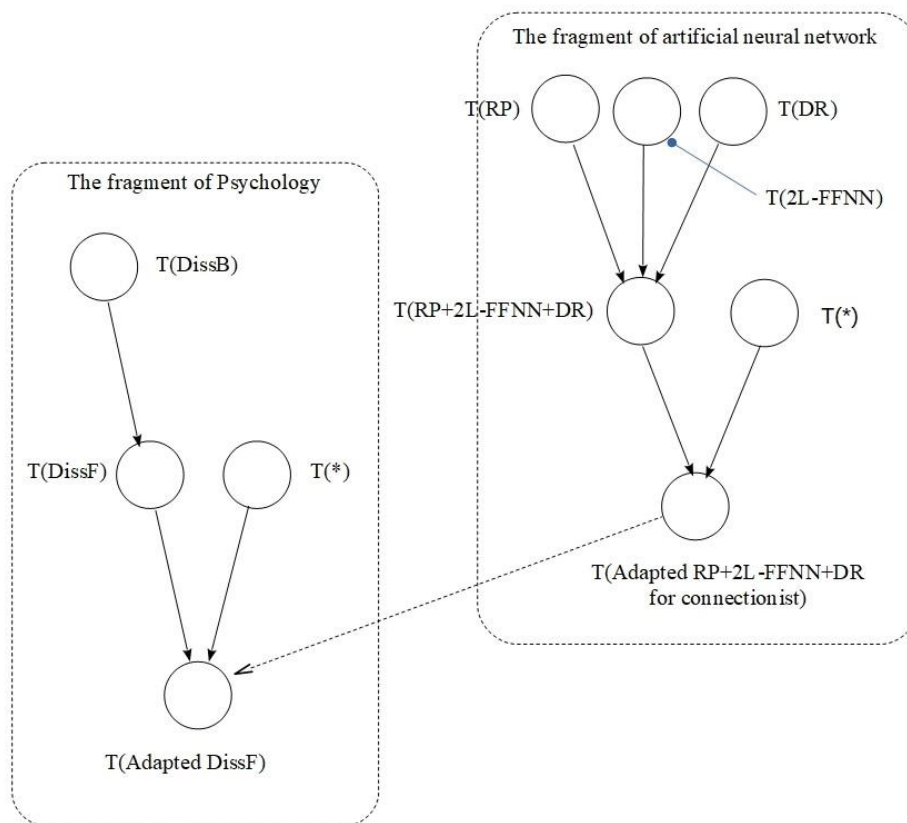 The fragment of artificial neural network
T(RP)
T(DR)
T(2L-FFNN)
T(RP+2L-FFNN+DR)
T(*)
T(Adapted RP+2L-FFNN+DR
for connectionist)
The fragment of Psychology
T(DissB)
T(DissF)
T(*)
T(Adapted DissF)